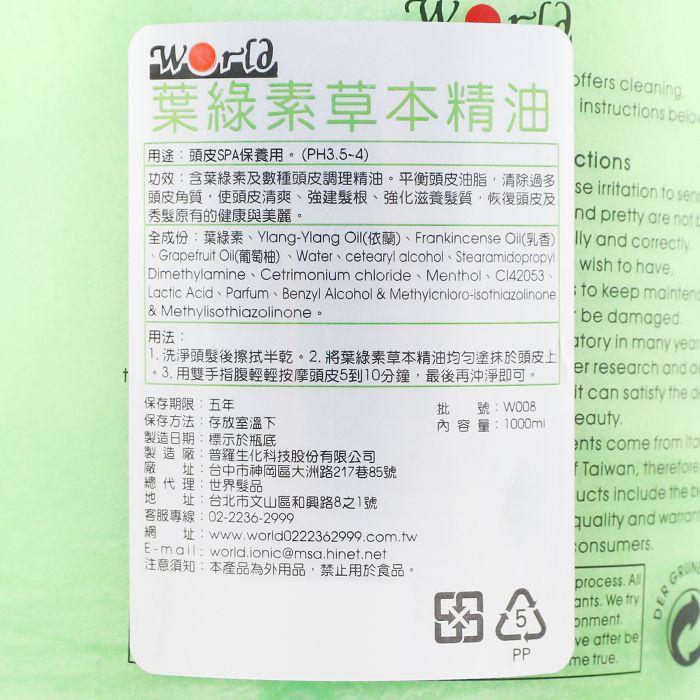 World
World
葉綠素草本精油
用途：頭皮SPA保養用。(PH3.5~4)
功效：含葉綠素及數種頭皮調理精油。平衡頭皮油脂，清除過多
頭皮角質，使頭皮清爽、強建髮根、強化滋養髮質，恢復頭皮及
秀髮原有的健康與美麗。
全成份：葉綠素、Ylang-Ylang Oil(依蘭)、Frankincense Oil(乳香)
、Grapefruit Oil(葡萄柚)、Water、cetearyl alcohol、Stearamidopropyl
Dimethylamine、Cetrimonium chloride、Menthol、CI42053、
Lactic Acid、Parfum、Benzyl Alcohol & Methylchloro-isothiazolinone
& Methylisothiazolinone。
用法：
1. 洗淨頭髮後擦拭半乾。2. 將葉綠素草本精油均勻塗抹於頭皮上
。3. 用雙手指腹輕輕按摩頭皮5到10分鐘，最後再沖淨即可。
保存期限：五年
批 號：W008
保存方法：存放室溫下
內容量：1000ml
製造日期：標示於瓶底
製造廠：普羅生化科技股份有限公司
廠 址：台中市神岡區大洲路217巷85號
總代理：世界髮品
地 址：台北市文山區和興路8之1號
客服專線：02-2236-2999
網 址：www.world0222362999.com.tw
E-mail：world.ionic@msa.hinet.net
注意須知：本產品為外用品，禁止用於食品。
5
PP
offers cleaning,
instructions below
ctions
se irritation to
nd pretty are not
lly and correctly.
wish to have,
to keep
be damaged.
atory in many year
er research and
it can satisfy the
eauty.
ents come from
f Taiwan, therefore
ucts include the
quality and
onsumers.
process. All
ants. We try
onment.
ve after be
me true.
DER